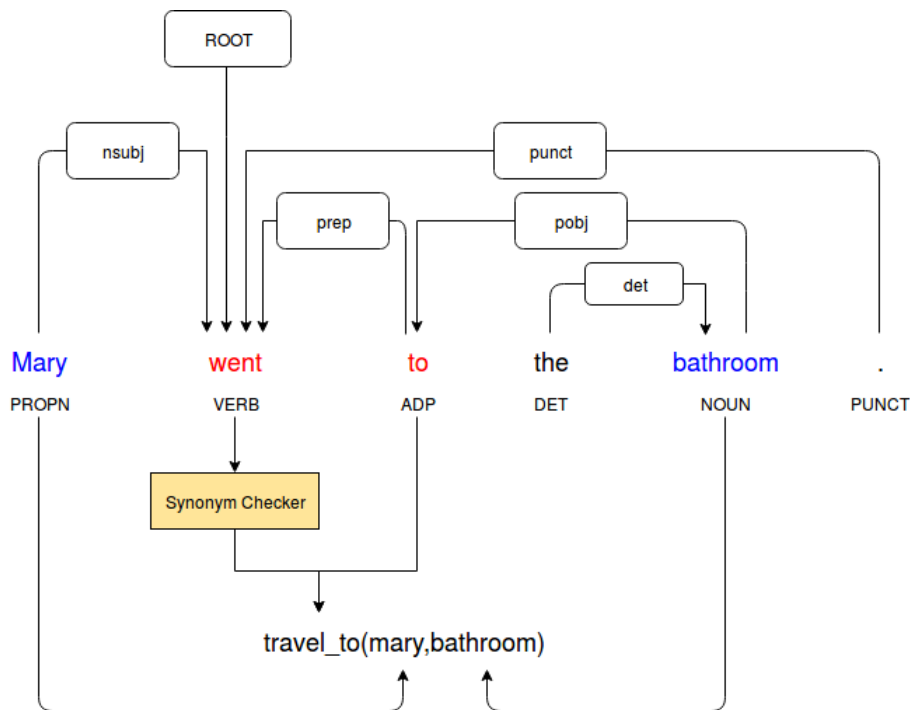 ROOT
nsubj
punct
prep
pobj
det
Mary went to the bathroom .
PROPN VERB ADP DET NOUN PUNCT
Synonym Checker
travel_to(mary,bathroom)